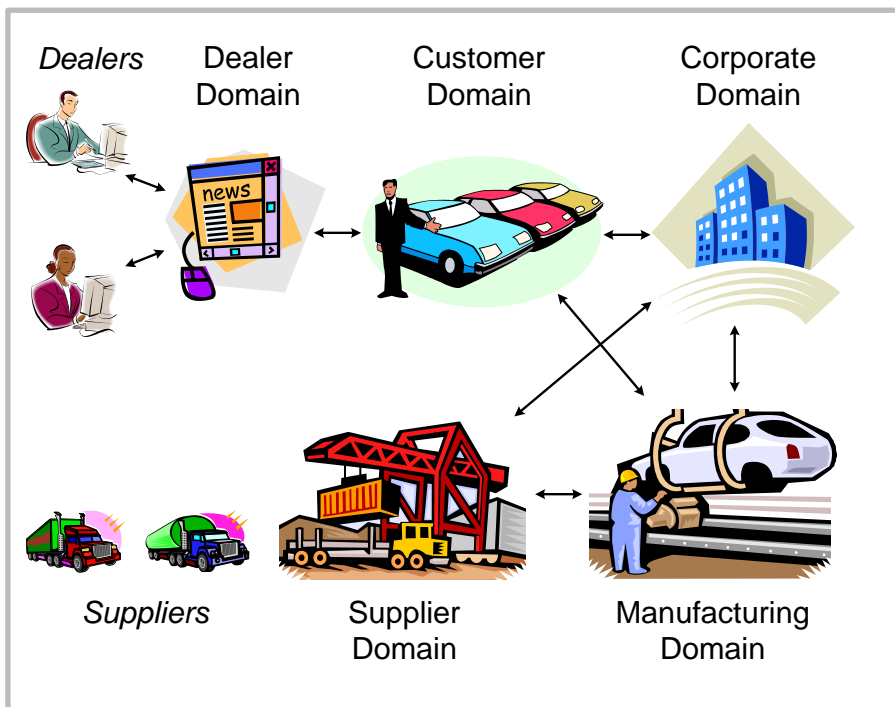 Dealers
Dealer
Domain
Customer
Domain
Corporate
Domain
news
Suppliers
Supplier
Domain
Manufacturing
Domain